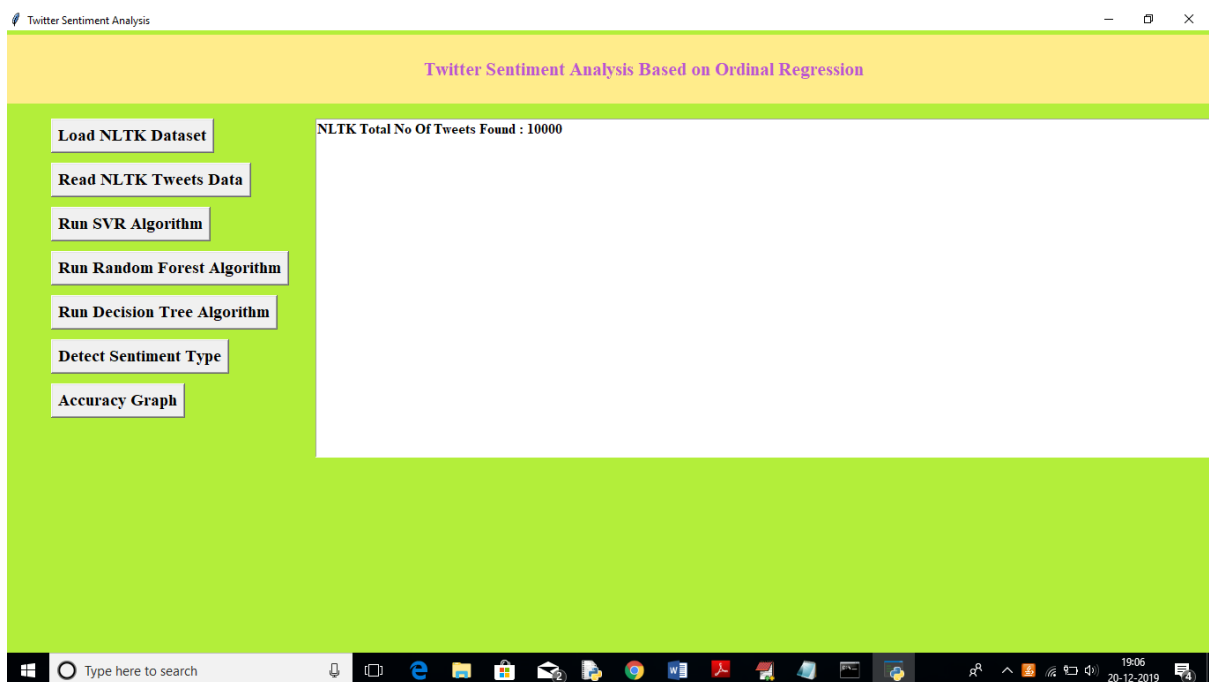 Twitter Sentiment Analysis
Twitter Sentiment Analysis Based on Ordinal Regression
Load NLTK Dataset
Read NLTK Tweets Data
Run SVR Algorithm
Run Random Forest Algorithm
Run Decision Tree Algorithm
Detect Sentiment Type
Accuracy Graph
NLTK Total No Of Tweets Found : 10000
Type here to search
2
19:06
20-12-2019
4